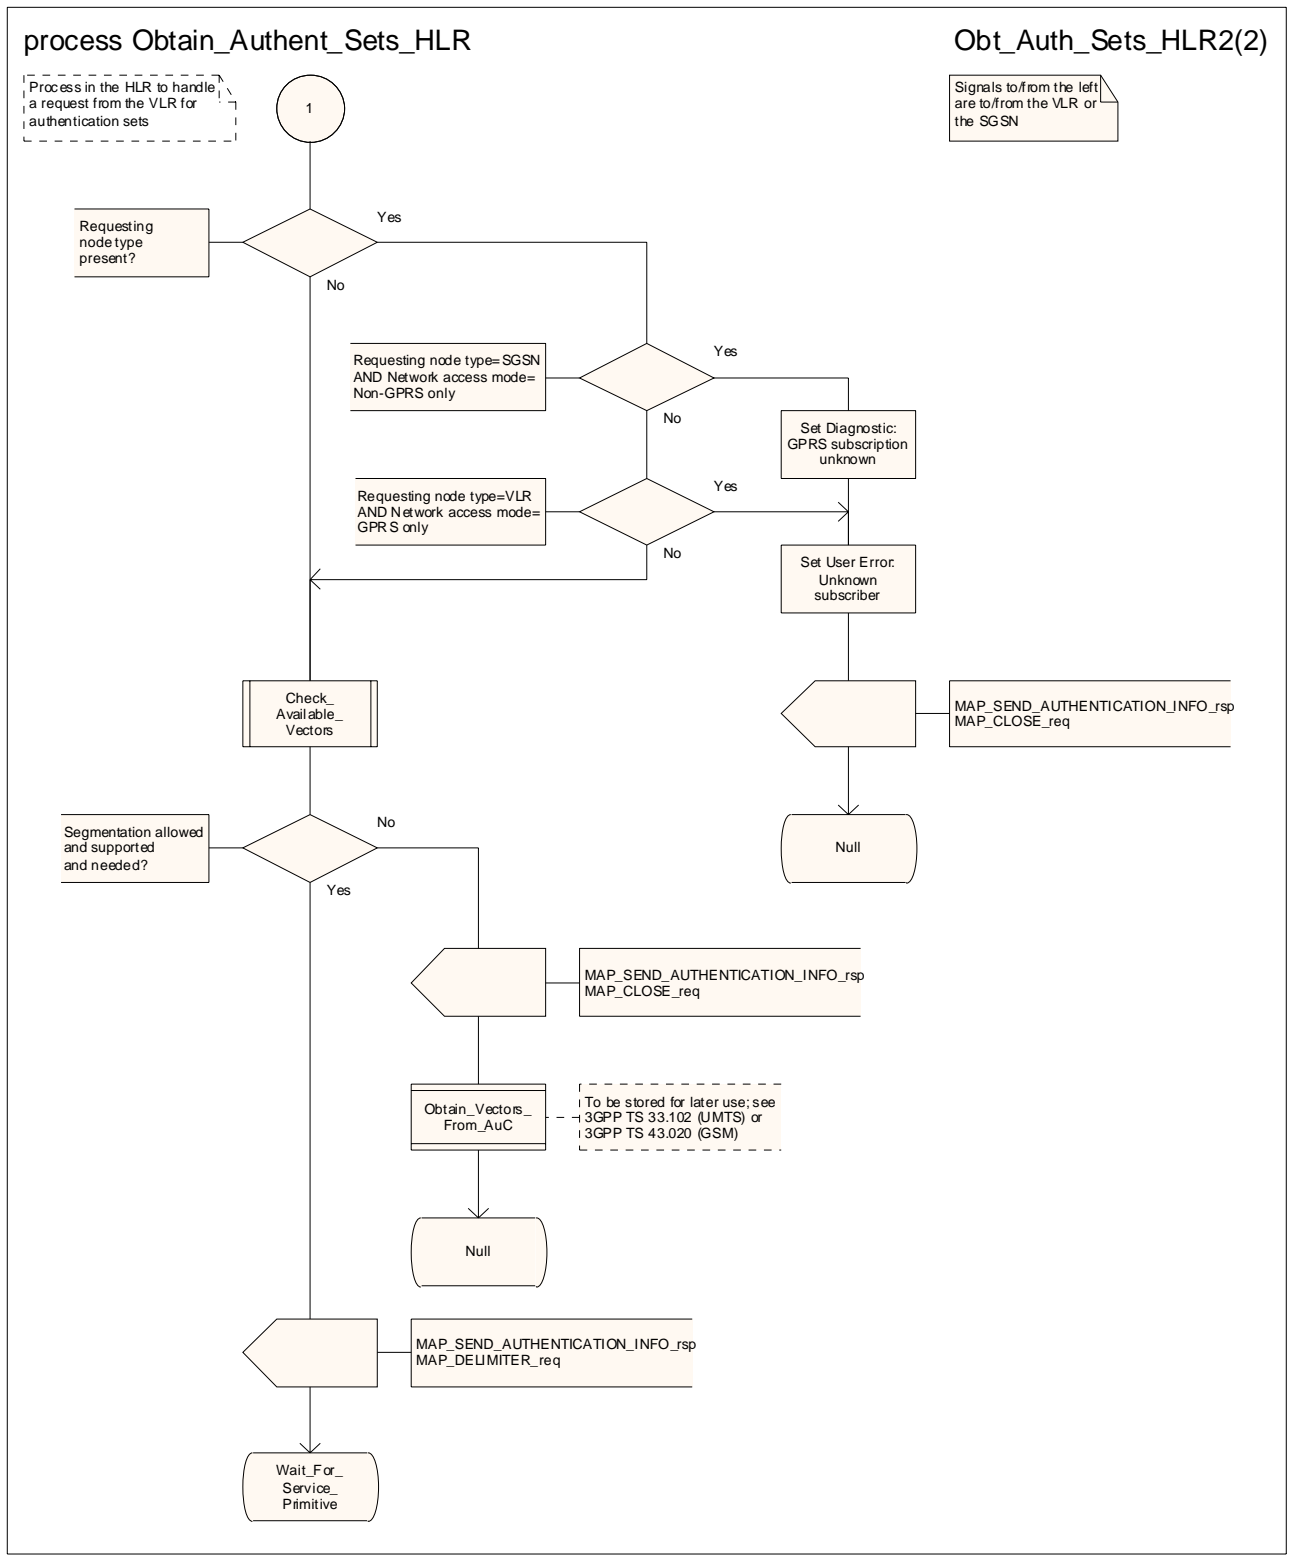 process Obtain_Authent_Sets_HLR
Obt_Auth_Sets_HLR2(2)
Process in the HLR to handle
a request from the VLR for
authentication sets
1
Signals to/from the left
are to/from the VLR or
the SGSN
Requesting
node type
present?
Yes
No
Requesting node type=SGSN
AND Network access mode=
Non-GPRS only
Yes
No
Set Diagnostic:
GPRS subscription
unknown
Requesting node type=VLR
AND Network access mode=
GPRS only
Yes
No
Set User Error:
Unknown
subscriber
Check_
Available_
Vectors
MAP_SEND_AUTHENTICATION_INFO_rsp
MAP_CLOSE_req
Segmentation allowed
and supported
and needed?
No
Yes
Null
MAP_SEND_AUTHENTICATION_INFO_rsp
MAP_CLOSE_req
Obtain_Vectors_
From_AuC
To be stored for later use; see
3GPP TS 33.102 (UMTS) or
3GPP TS 43.020 (GSM)
Null
MAP_SEND_AUTHENTICATION_INFO_rsp
MAP_DELIMITER_req
Wait_For_
Service_
Primitive